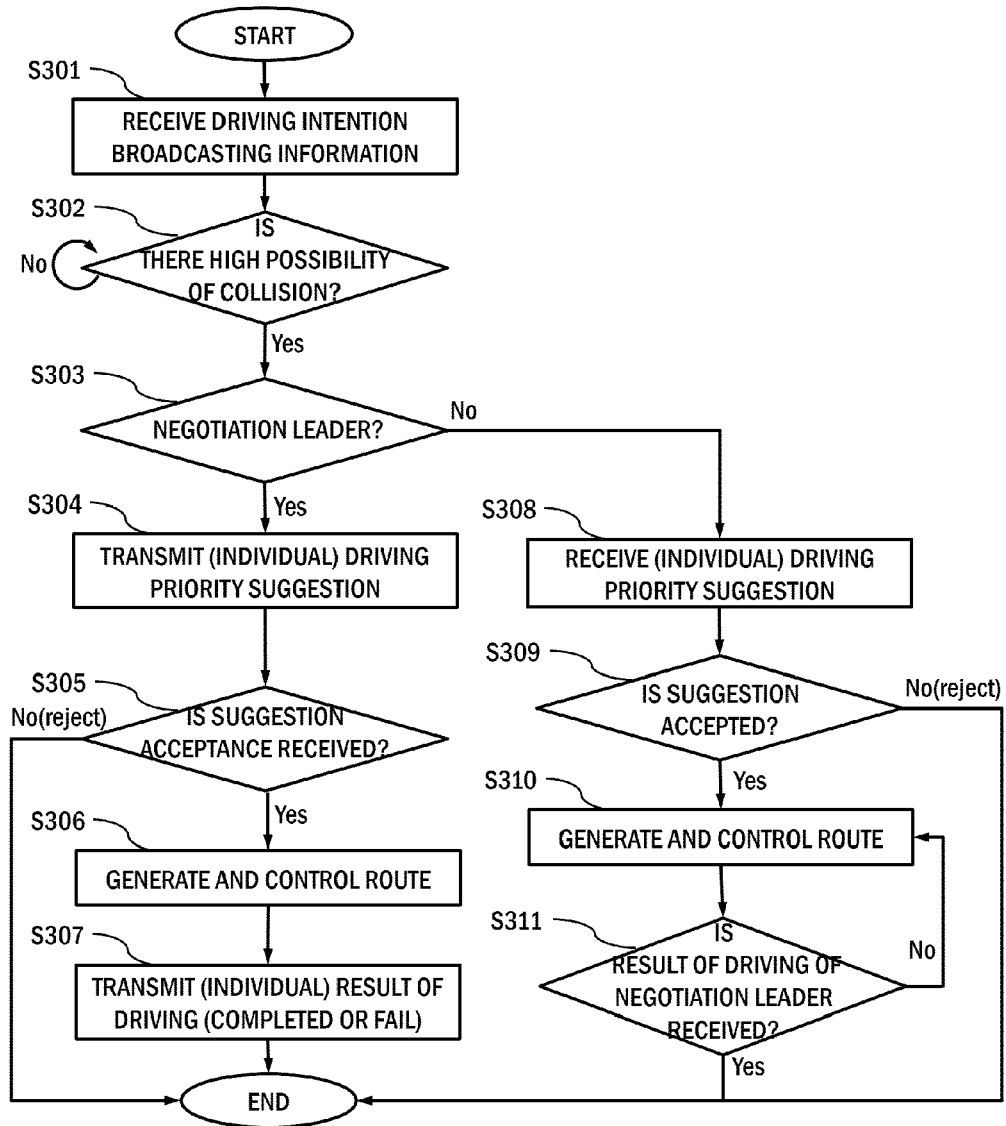 START
S301
RECEIVE DRIVING INTENTION
BROADCASTING INFORMATION
S302
IS
THERE HIGH POSSIBILITY
OF COLLISION?
No
Yes
S303
NEGOTIATION LEADER?
No
Yes
S304
TRANSMIT (INDIVIDUAL) DRIVING
PRIORITY SUGGESTION
S305
No(reject)
IS SUGGESTION
ACCEPTANCE RECEIVED?
Yes
S306
GENERATE AND CONTROL ROUTE
S307
TRANSMIT (INDIVIDUAL) RESULT OF
DRIVING (COMPLETED OR FAIL)
S308
RECEIVE (INDIVIDUAL) DRIVING
PRIORITY SUGGESTION
S309
IS SUGGESTION
ACCEPTED?
No(reject)
Yes
S310
GENERATE AND CONTROL ROUTE
S311
IS
RESULT OF DRIVING OF
NEGOTIATION LEADER
RECEIVED?
No
Yes
END